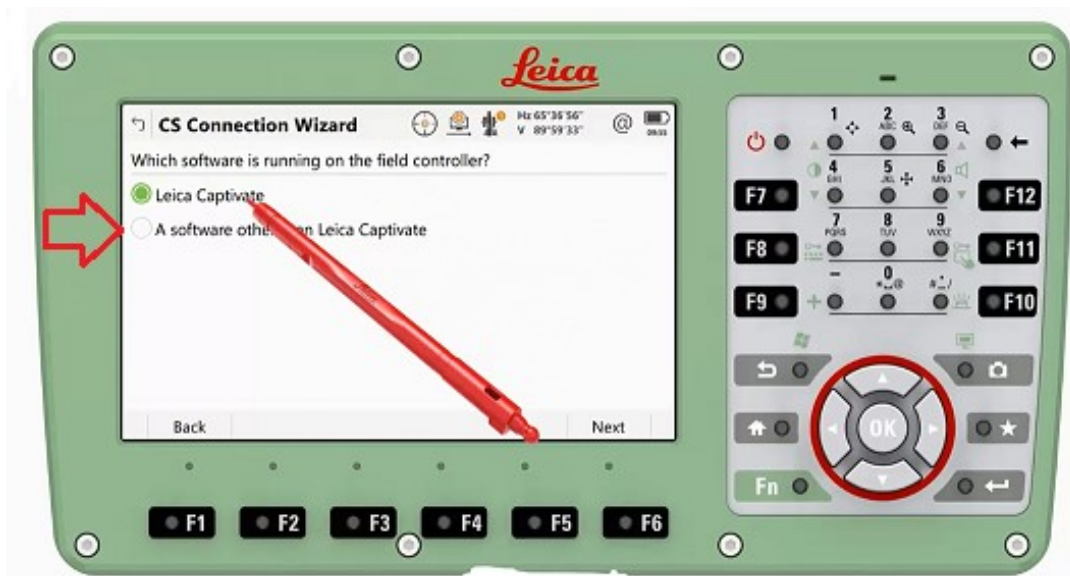 Leica
CS Connection Wizard
Hz 65°36'56"
V 89°59'33"
@
Which software is running on the field controller?
Leica Captivate
A software other than Leica Captivate
Back
Next
F1
F2
F3
F4
F5
F6
1
2
ABC
3
DEF
F7
4
GHI
5
JKL
6
MNO
F12
F8
7
PQRS
8
TUV
9
WXYZ
F11
F9
-
0
F10
OK
Fn